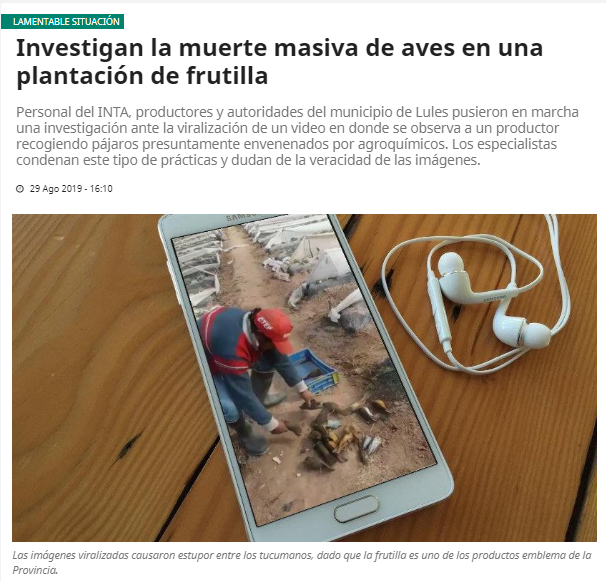 LAMENTABLE SITUACIÓN
Investigan la muerte masiva de aves en una
plantación de frutilla
Personal del INTA, productores y autoridades del municipio de Lules pusieron en marcha
una investigación ante la viralización de un video en donde se observa a un productor
recogiendo pájaros presuntamente envenenados por agroquímicos. Los especialistas
condenan este tipo de prácticas y dudan de la veracidad de las imágenes.
29 Ago 2019 - 16:10
SAMSUNG
Las imágenes viralizadas causaron estupor entre los tucumanos, dado que la frutilla es uno de los productos emblema de la
Provincia.